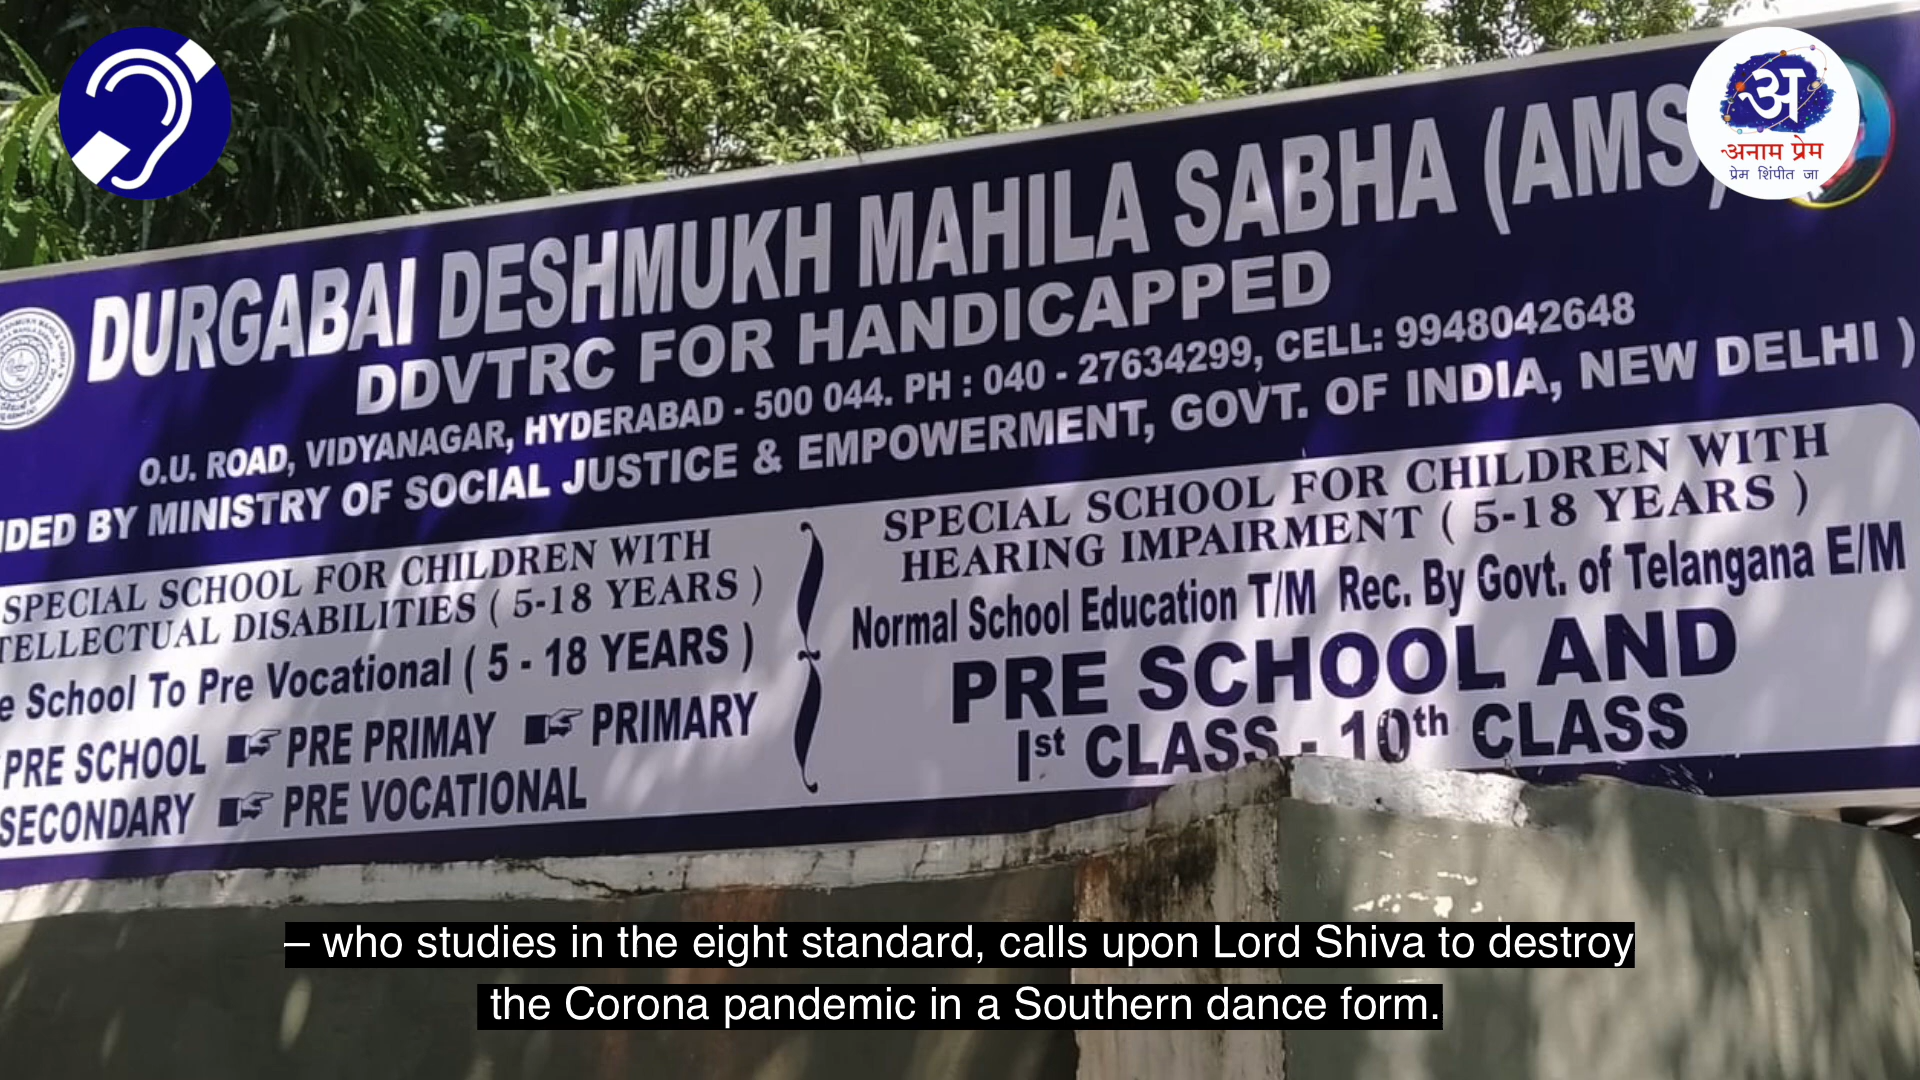 अ
अनाम प्रेम
प्रेम शिंपीत जा
DURGABAI DESHMUKH MAHILA SABHA (AMS)
DDVTRC FOR HANDICAPPED
O.U. ROAD, VIDYANAGAR, HYDERABAD - 500 044. PH : 040 - 27634299, CELL: 9948042648
BY MINISTRY OF SOCIAL JUSTICE & EMPOWERMENT, GOVT. OF INDIA, NEW DELHI )
SPECIAL SCHOOL FOR CHILDREN WITH
TELLECTUAL DISABILITIES ( 5-18 YEARS )
e School To Pre Vocational ( 5 - 18 YEARS )
PRE SCHOOL ☞ PRE PRIMAY ☞ PRIMARY
SECONDARY ☞ PRE VOCATIONAL
SPECIAL SCHOOL FOR CHILDREN WITH
HEARING IMPAIRMENT ( 5-18 YEARS )
Normal School Education T/M Rec. By Govt. of Telangana E/M
PRE SCHOOL AND
Ist CLASS - 10th CLASS
– who studies in the eight standard, calls upon Lord Shiva to destroy
the Corona pandemic in a Southern dance form.